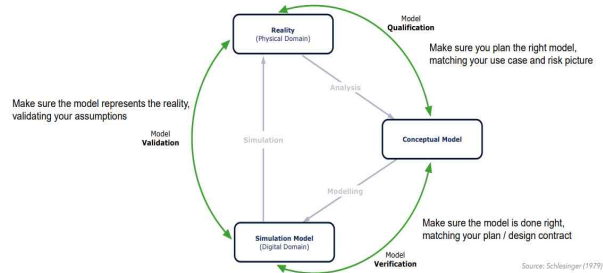 Model
Qualification
Reality
(Physical Domain)
Make sure you plan the right model,
matching your use case and risk picture
Analysis
Make sure the model represents the reality,
validating your assumptions
Model
Validation
Simulation
Conceptual Model
Modelling
Make sure the model is done right,
matching your plan / design contract
Simulation Model
(Digital Domain)
Model
Verification
Source: Schlesinger (1979)